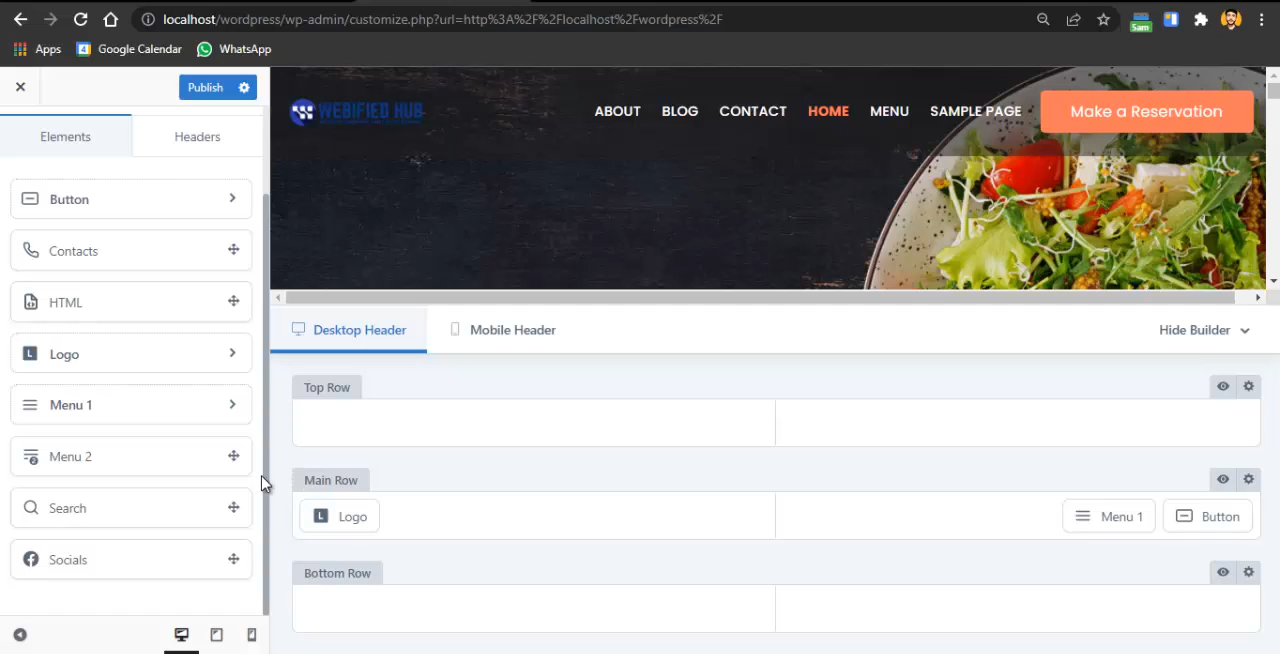 localhost/wordpress/wp-admin/customize.php?url=http%3A%2F%2Flocalhost%2Fwordpress%2F
Sam
Apps
4
Google Calendar
WhatsApp
Publish
WEBIFIED HUB
ABOUT
BLOG
CONTACT
HOME
MENU
SAMPLE PAGE
Make a Reservation
Elements
Headers
Button
Contacts
HTML
L
Logo
Menu 1
2
Menu 2
Search
Socials
Desktop Header
Mobile Header
Hide Builder
Top Row
Main Row
L
Logo
Menu 1
Button
Bottom Row